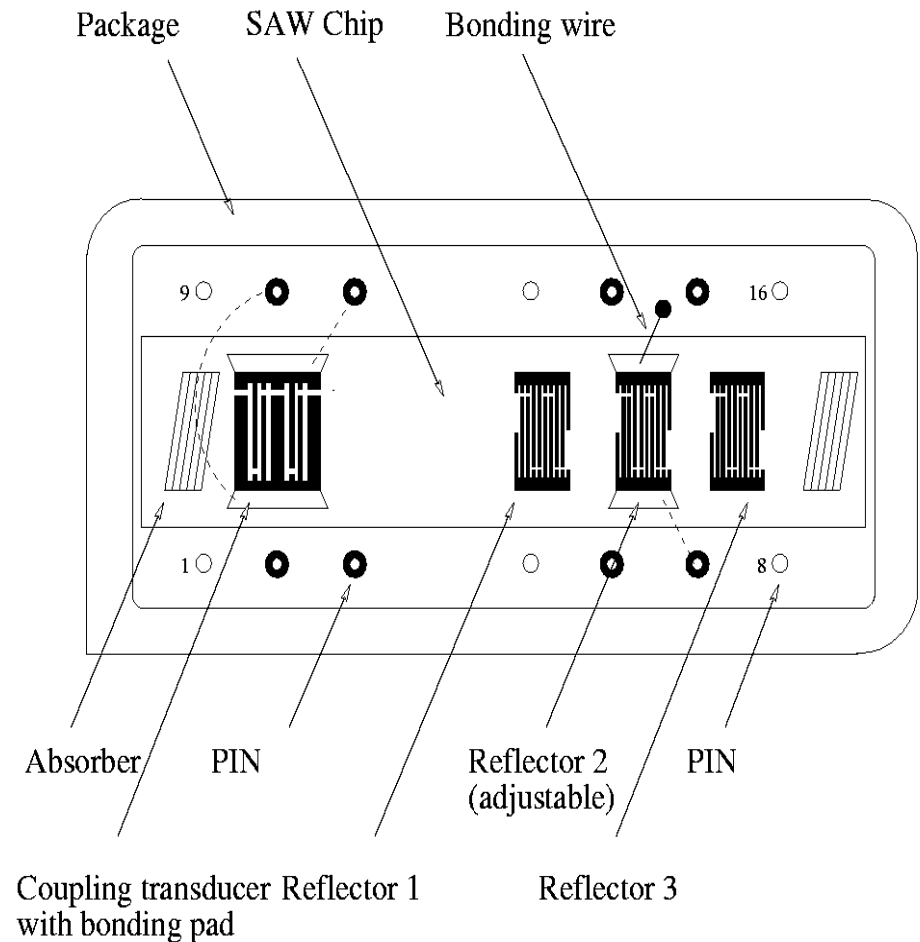 Package SAW Chip Bonding wire
9 16
1 8
Absorber PIN Reflector 2 PIN
(adjustable)
Coupling transducer Reflector 1 Reflector 3
with bonding pad